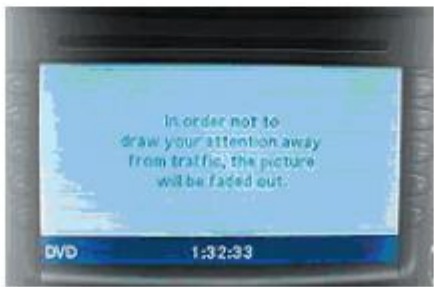 In order not to
draw your attention away
from traffic, the picture
will be faded out.
DVD 1:32:33